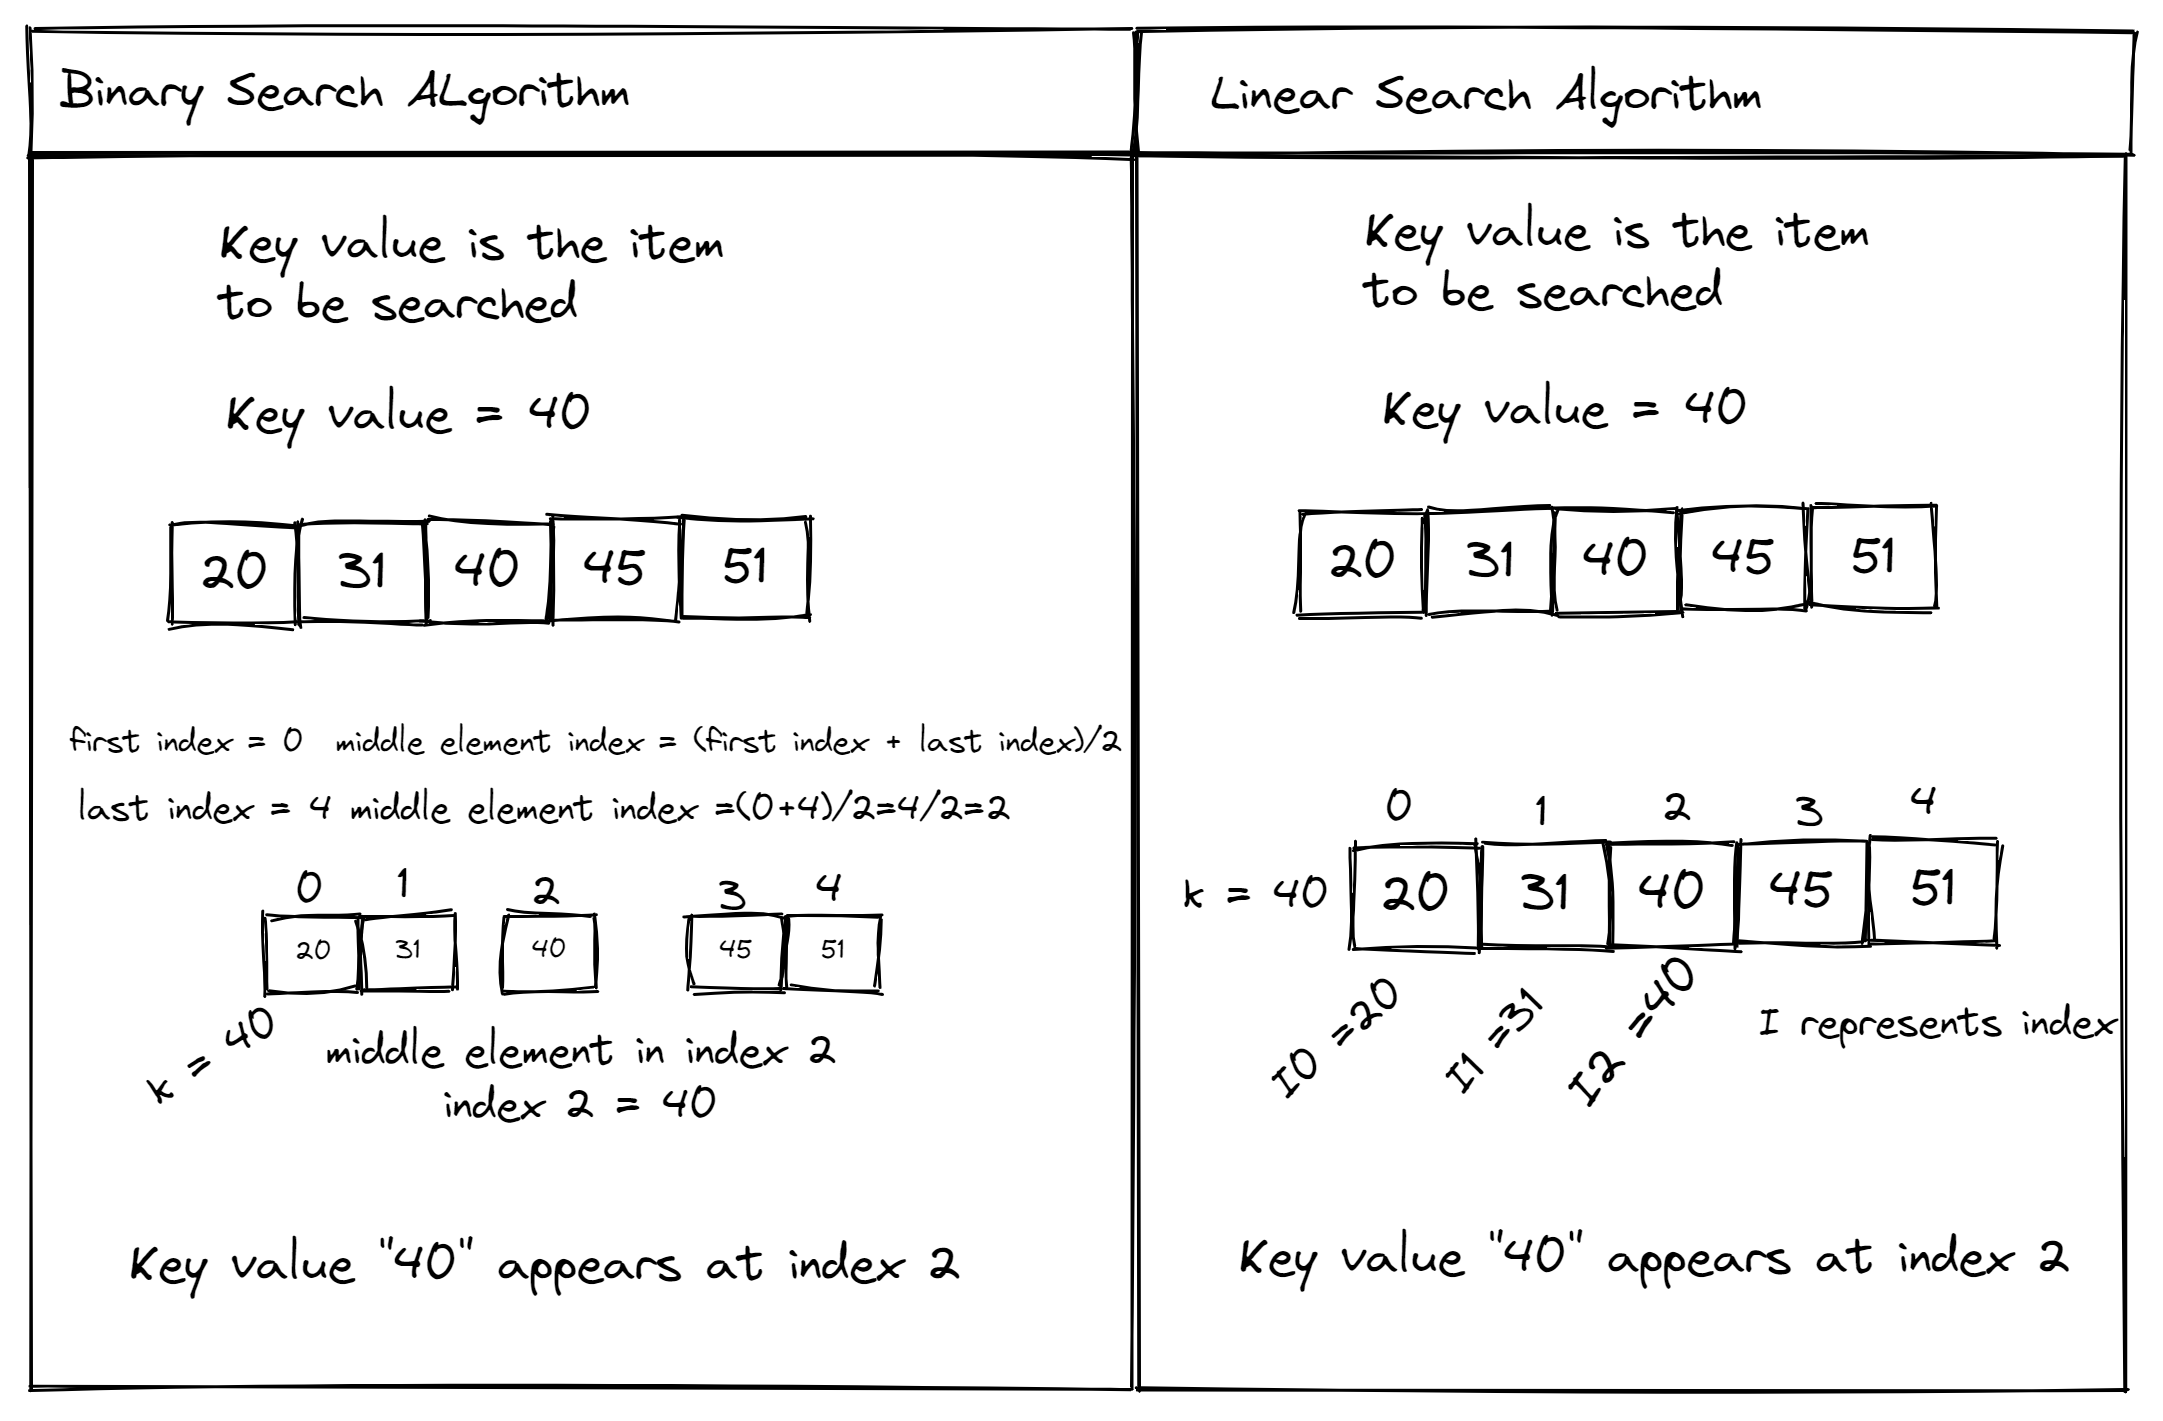 Binary Search ALgorithm
Key value is the item
to be searched
Key value = 40
20 31 40 45 51
first index = 0 middle element index = (first index + last index)/2
last index = 4 middle element index =(0+4)/2=4/2=2
0 1 2 3 4
20 31 40 45 51
k = 40
middle element in index 2
index 2 = 40
Key value "40" appears at index 2
Linear Search Algorithm
Key value is the item
to be searched
Key value = 40
20 31 40 45 51
0 1 2 3 4
k = 40 20 31 40 45 51
I0 =20 I1 =31 I2 =40 I represents index
Key value "40" appears at index 2